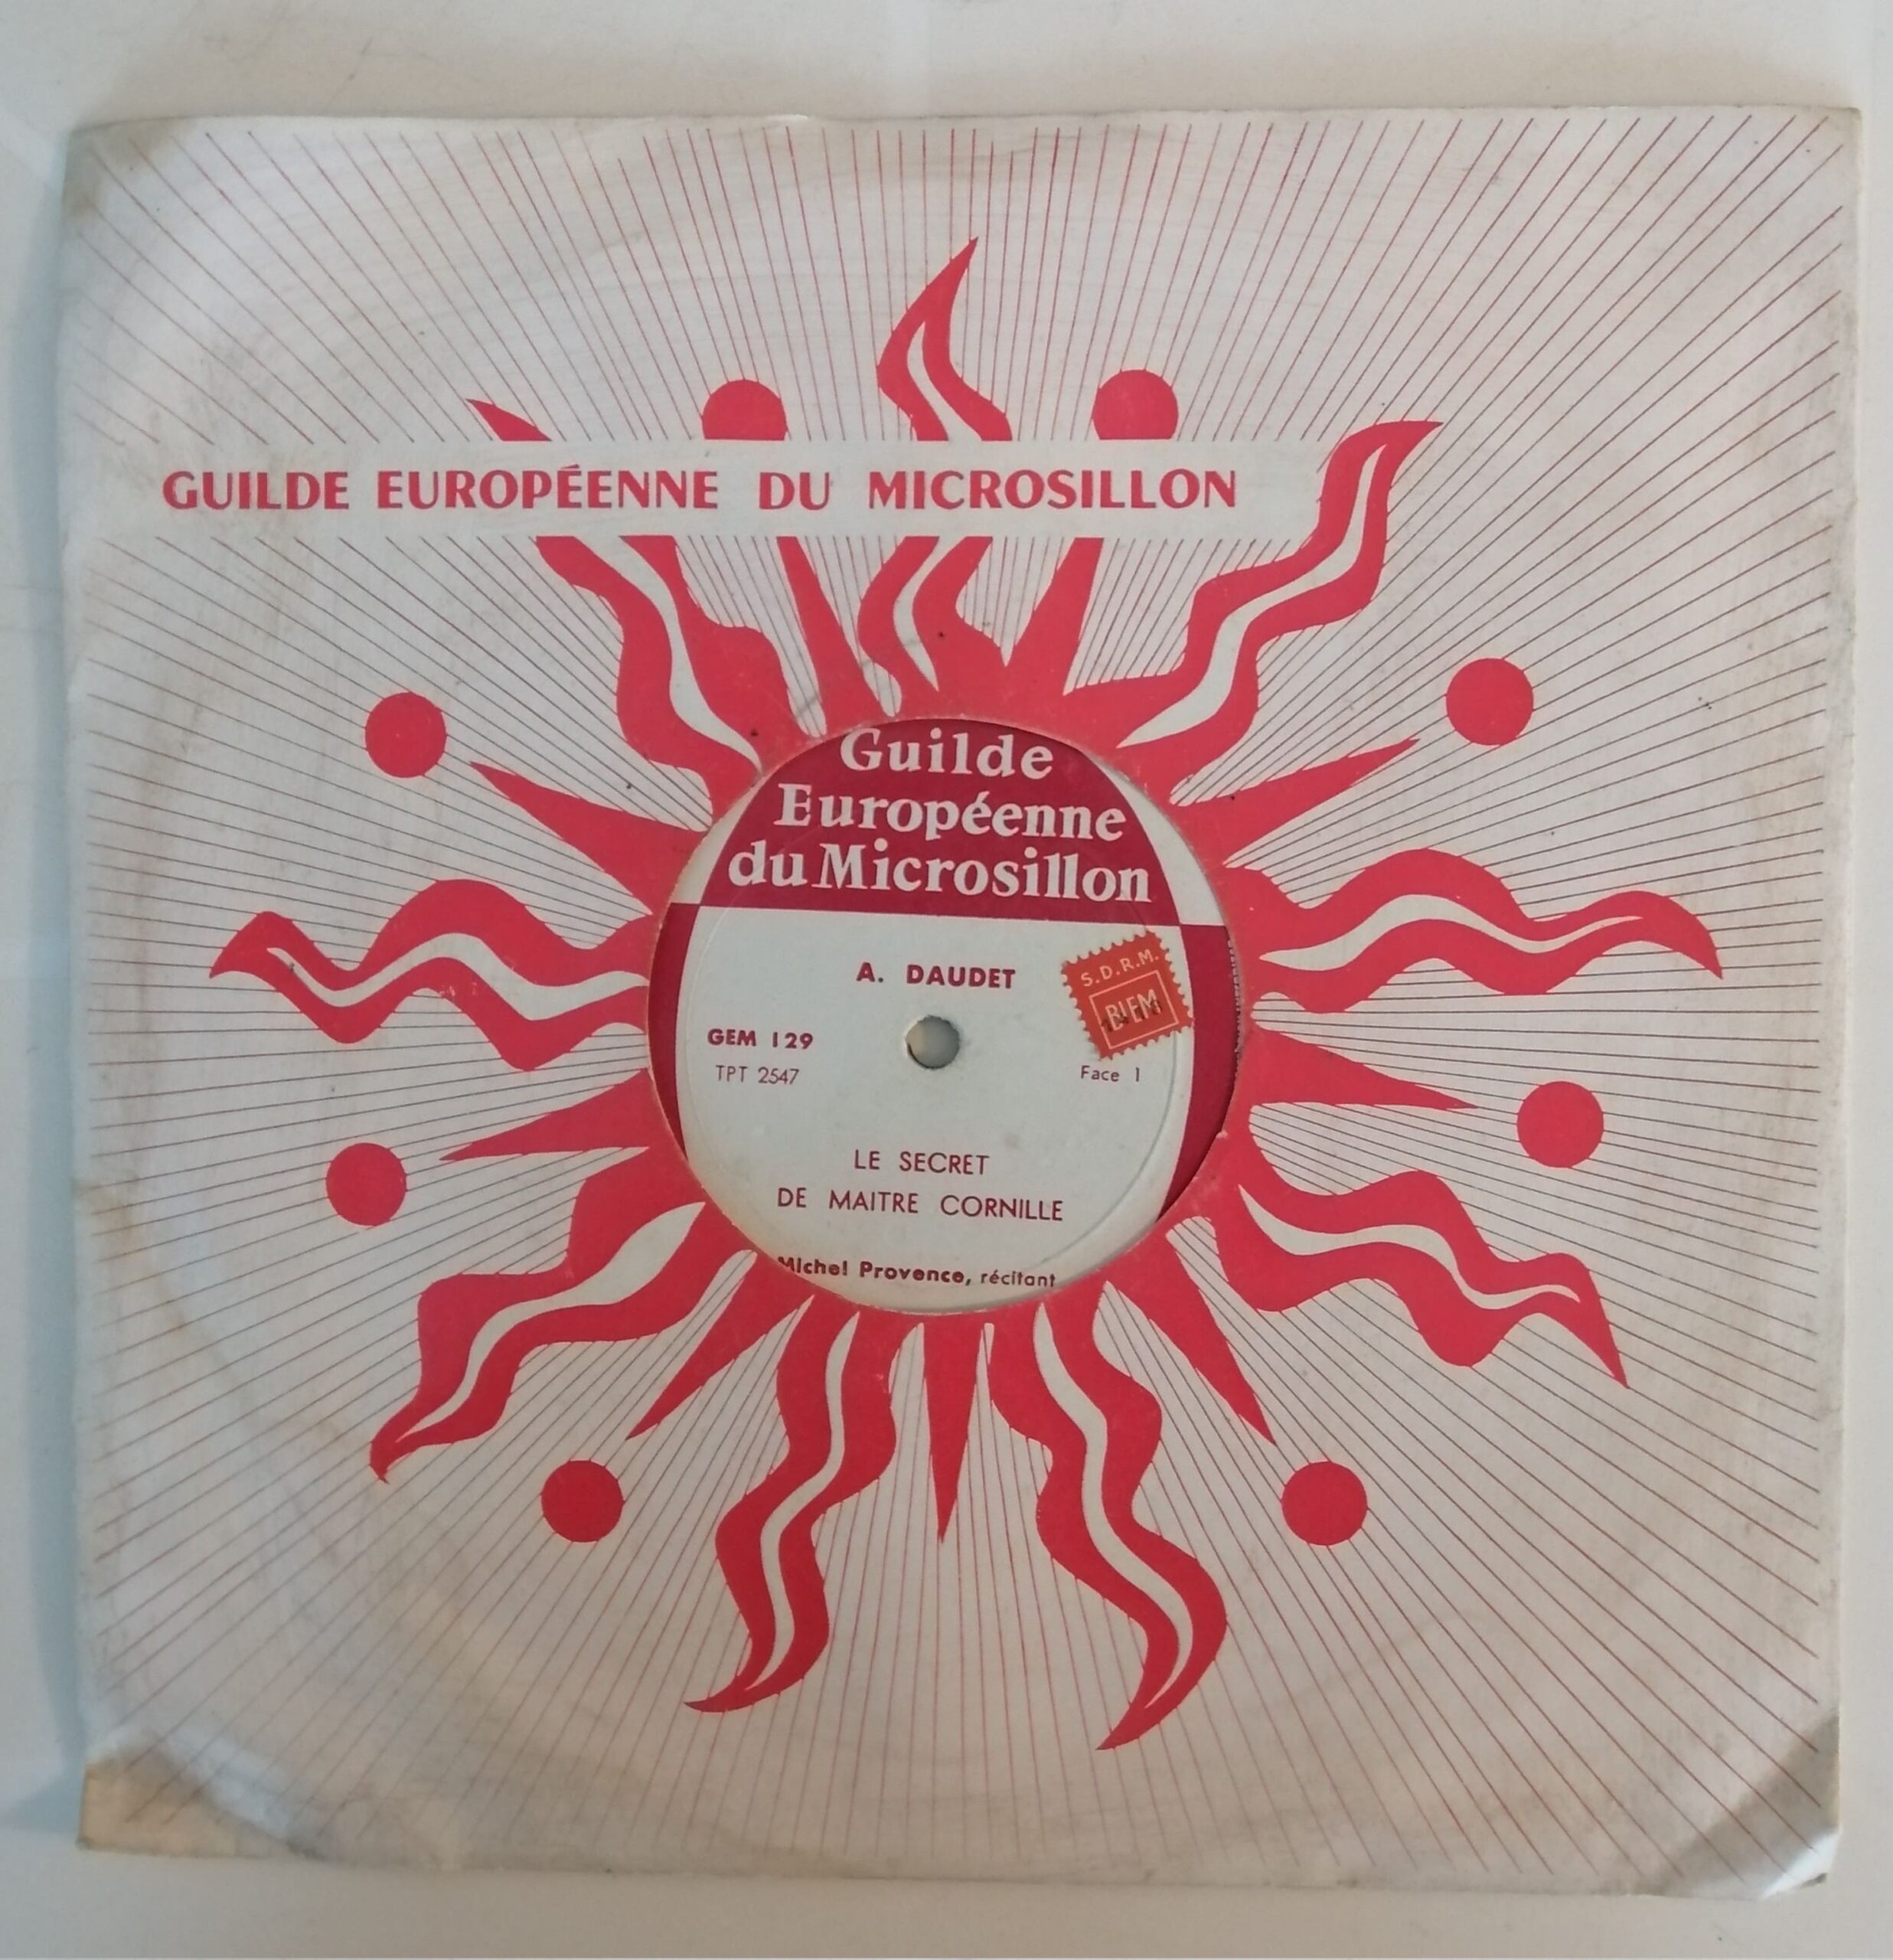 GUILDE EUROPÉENNE DU MICROSILLON
Guilde
Européenne
du Microsillon
A. DAUDET
S.D.R.M.
BIEM
GEM 129
TPT 2547
Face 1
LE SECRET
DE MAITRE CORNILLE
Michel Provence, récitant